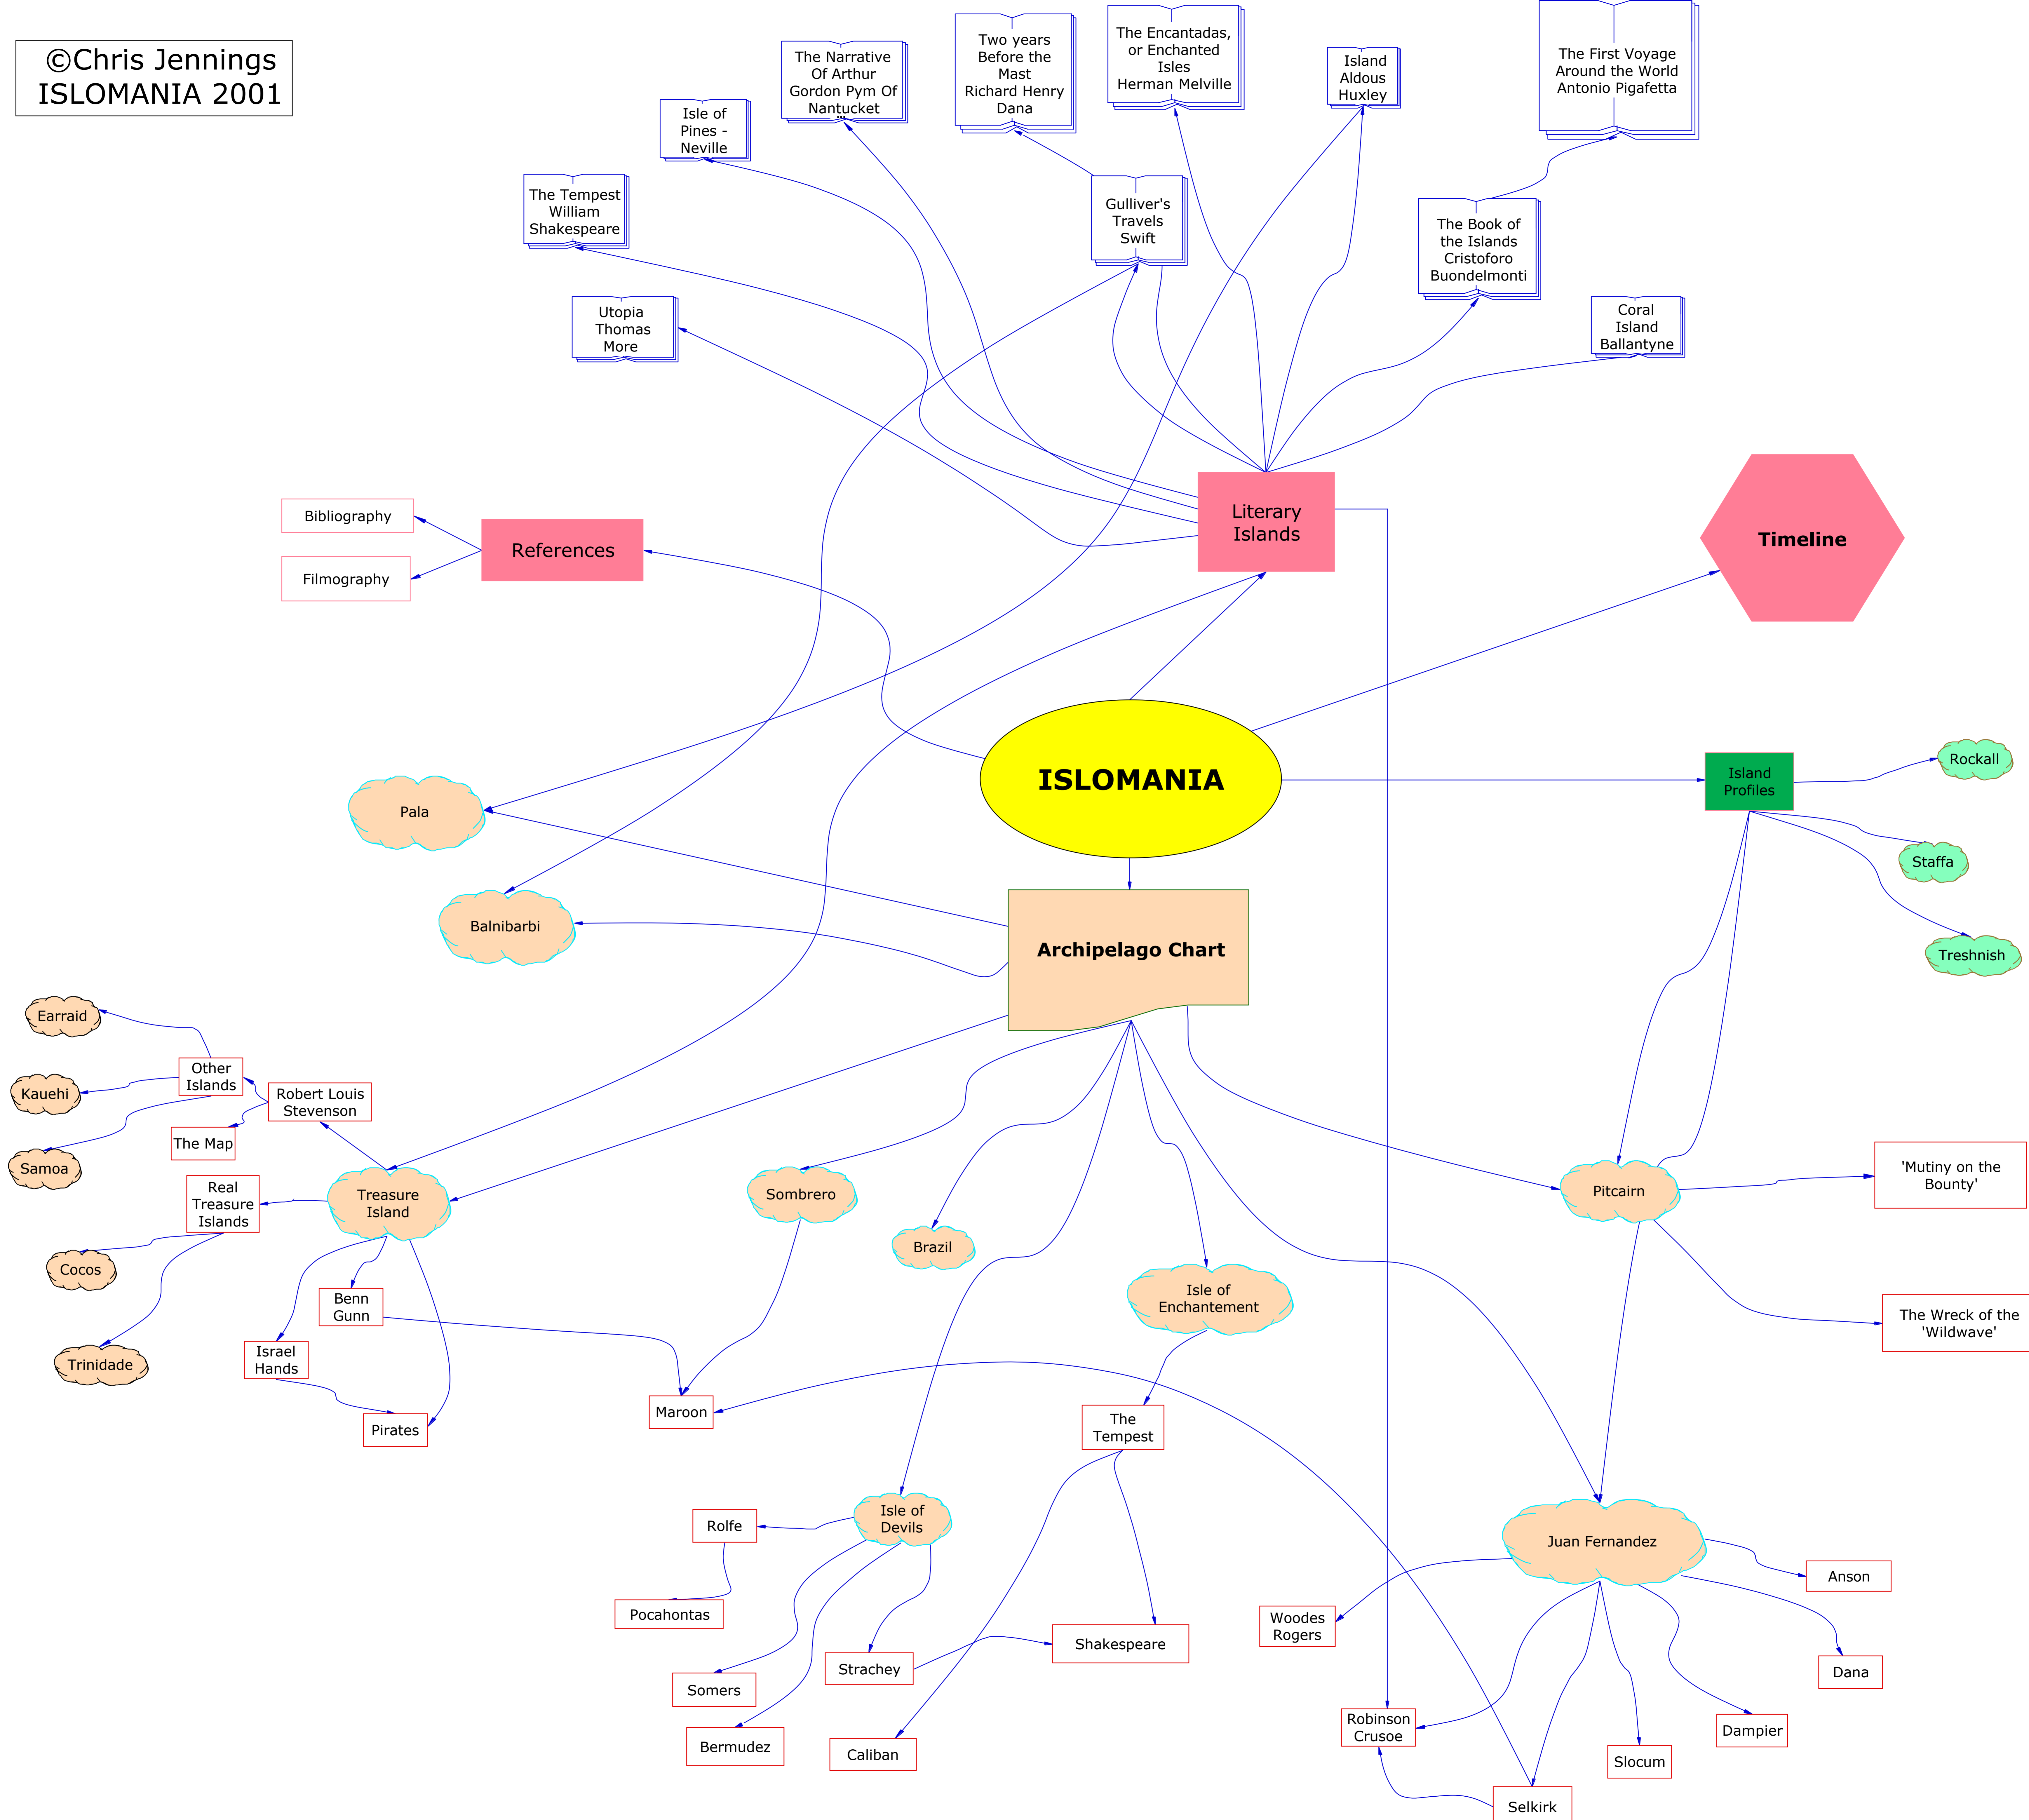 ©Chris Jennings
ISLOMANIA 2001
The Narrative
Of Arthur
Gordon Pym Of
Nantucket
...
Two years
Before the
Mast
Richard Henry
Dana
The Encantadas,
or Enchanted
Isles
Herman Melville
Island
Aldous
Huxley
The First Voyage
Around the World
Antonio Pigafetta
Isle of
Pines -
Neville
The Tempest
William
Shakespeare
Gulliver's
Travels
Swift
The Book of
the Islands
Cristoforo
Buondelmonti
Utopia
Thomas
More
Coral
Island
Ballantyne
Bibliography
Filmography
References
Literary
Islands
Timeline
ISLOMANIA
Island
Profiles
Rockall
Staffa
Treshnish
Pala
Balnibarbi
Archipelago Chart
Earraid
Kauehi
Samoa
Other
Islands
Robert Louis
Stevenson
The Map
Real
Treasure
Islands
Treasure
Island
Cocos
Trinidade
Benn
Gunn
Israel
Hands
Pirates
Sombrero
Brazil
Isle of
Enchantement
Pitcairn
'Mutiny on the
Bounty'
The Wreck of the
'Wildwave'
Maroon
The
Tempest
Isle of
Devils
Rolfe
Pocahontas
Somers
Bermudez
Strachey
Caliban
Shakespeare
Juan Fernandez
Woodes
Rogers
Anson
Dana
Dampier
Slocum
Robinson
Crusoe
Selkirk